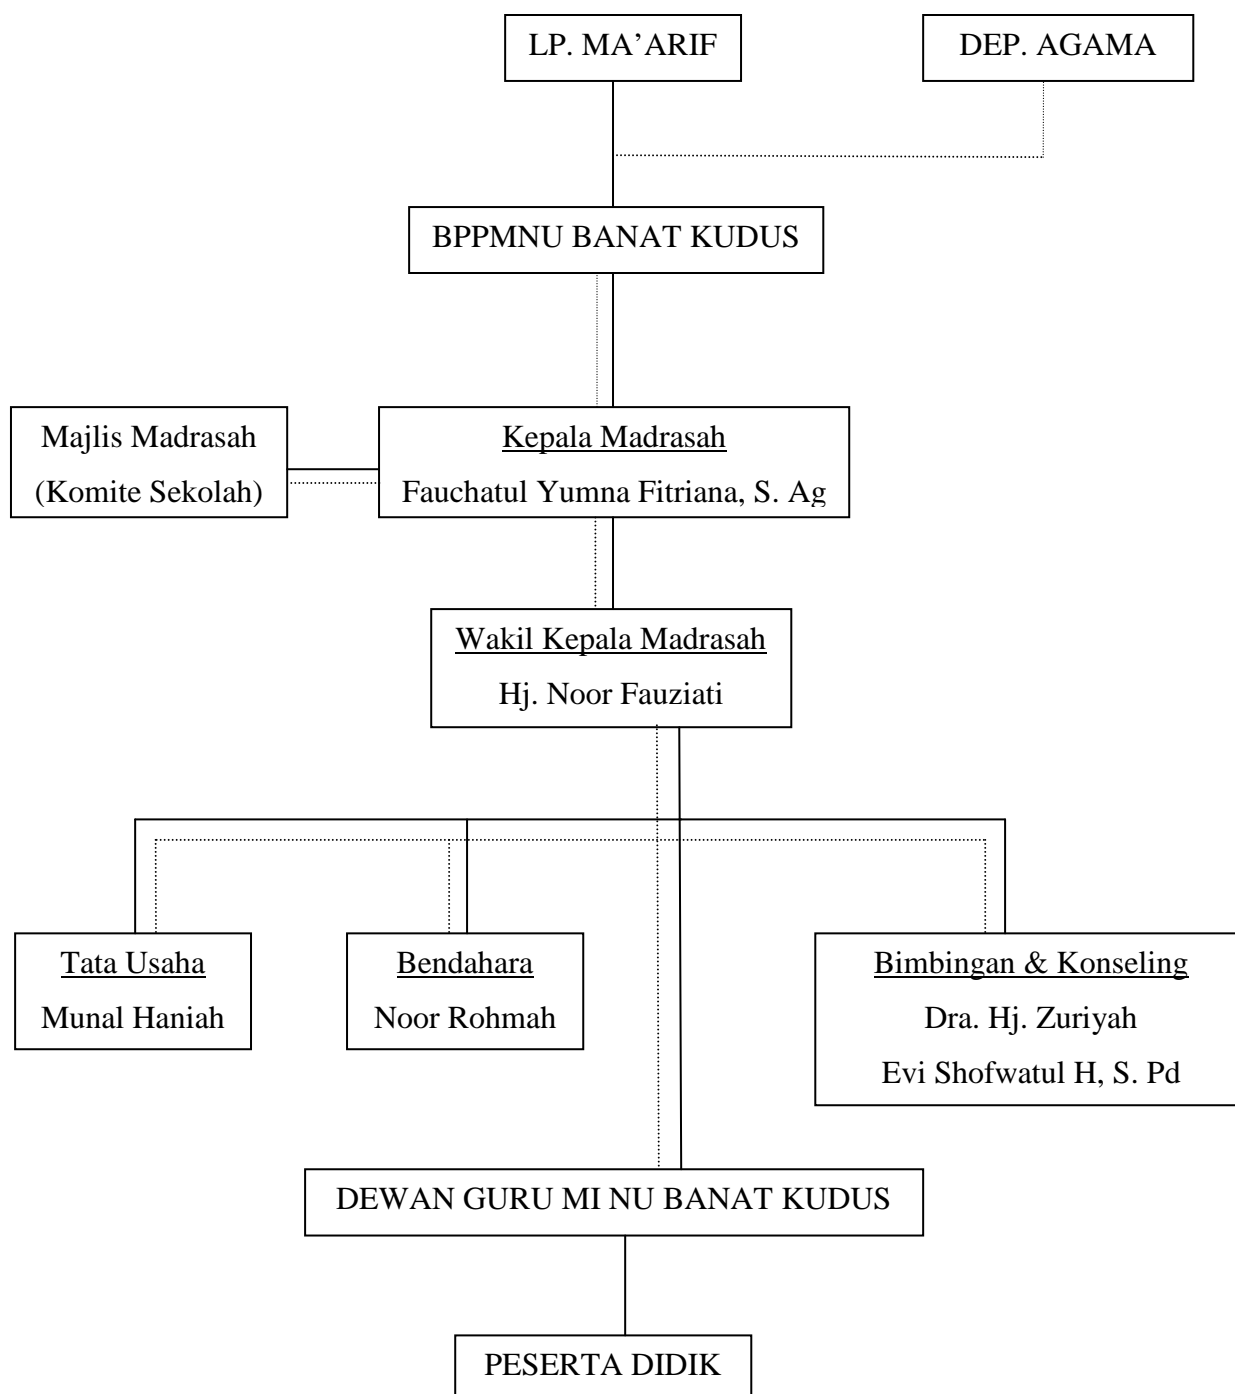 LP. MA’ARIF
DEP. AGAMA
BPPMNU BANAT KUDUS
Majlis Madrasah
(Komite Sekolah)
Kepala Madrasah
Fauchatul Yumna Fitriana, S. Ag
Wakil Kepala Madrasah
Hj. Noor Fauziati
Tata Usaha
Munal Haniah
Bendahara
Noor Rohmah
Bimbingan & Konseling
Dra. Hj. Zuriyah
Evi Shofwatul H, S. Pd
DEWAN GURU MI NU BANAT KUDUS
PESERTA DIDIK